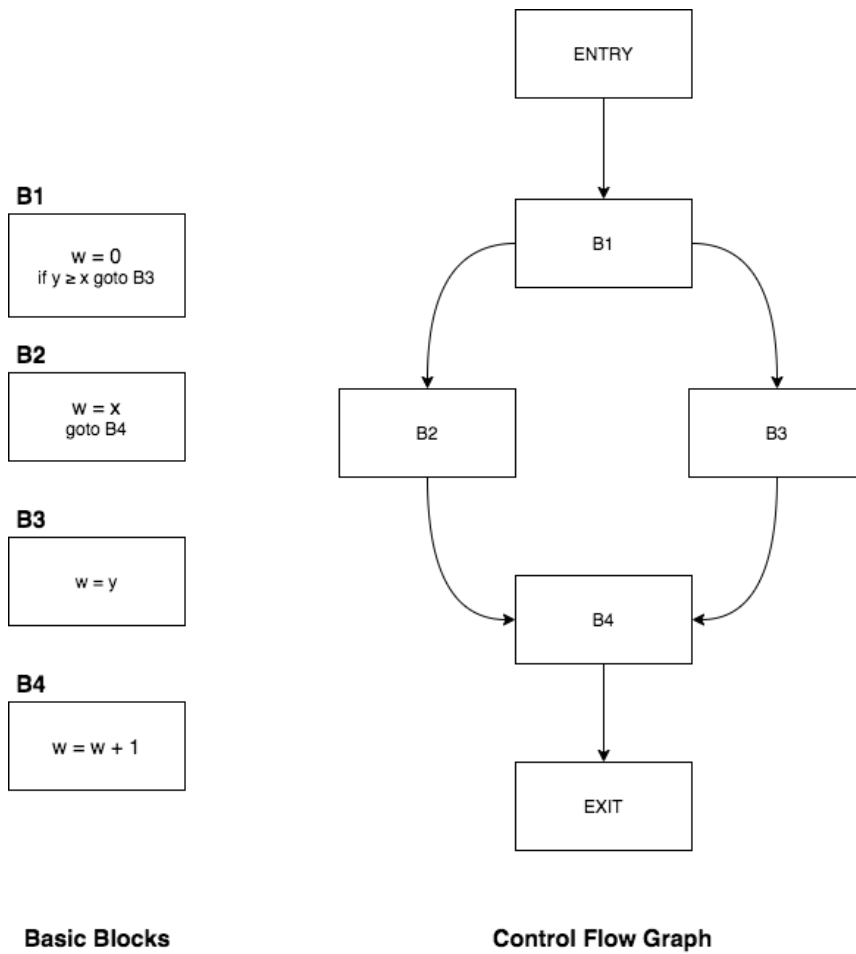 B1
w = 0
if y ≥ x goto B3
B2
w = x
goto B4
B3
w = y
B4
w = w + 1
Basic Blocks
ENTRY
B1
B2
B3
B4
EXIT
Control Flow Graph